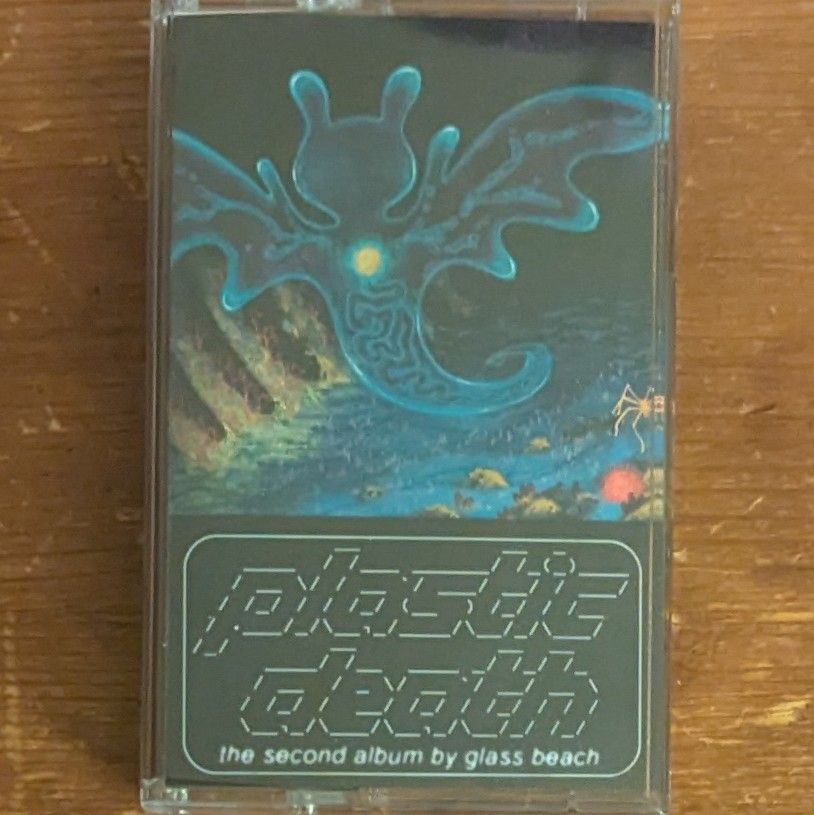 plastic
death
the second album by glass beach